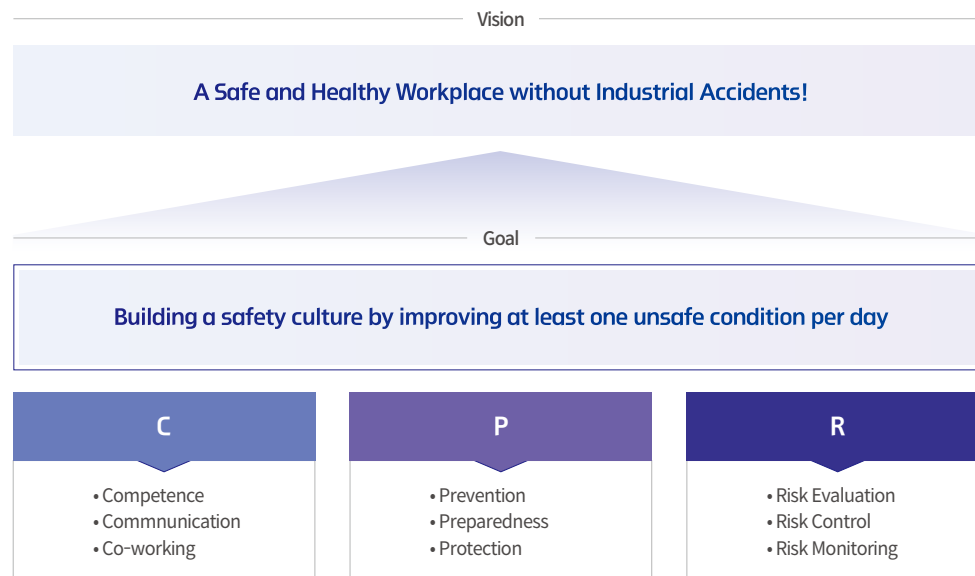 Vision
A Safe and Healthy Workplace without Industrial Accidents!
Goal
Building a safety culture by improving at least one unsafe condition per day
C
P
R
• Competence
• Commnunication
• Co-working
• Prevention
• Preparedness
• Protection
• Risk Evaluation
• Risk Control
• Risk Monitoring